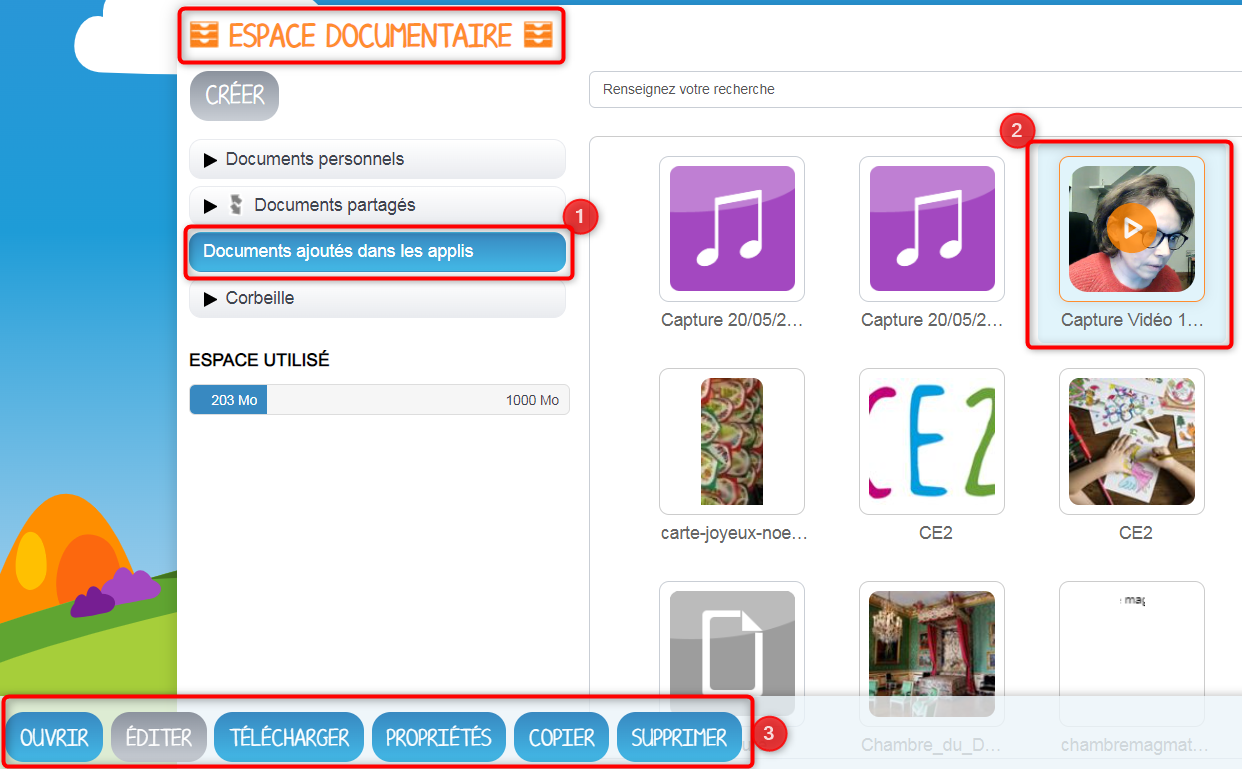 ESPACE DOCUMENTAIRE
CRÉER
Renseignez votre recherche
Documents personnels
Documents partagés
1
Documents ajoutés dans les applis
Corbeille
ESPACE UTILISÉ
203 Mo
1000 Mo
2
Capture 20/05/2...
Capture 20/05/2...
Capture Vidéo 1...
CE2
carte-joyeux-noe...
CE2
CE2
Chambre_du_D...
chambremagmat...
OUVRIR
ÉDITER
TÉLÉCHARGER
PROPRIÉTÉS
COPIER
SUPPRIMER
3